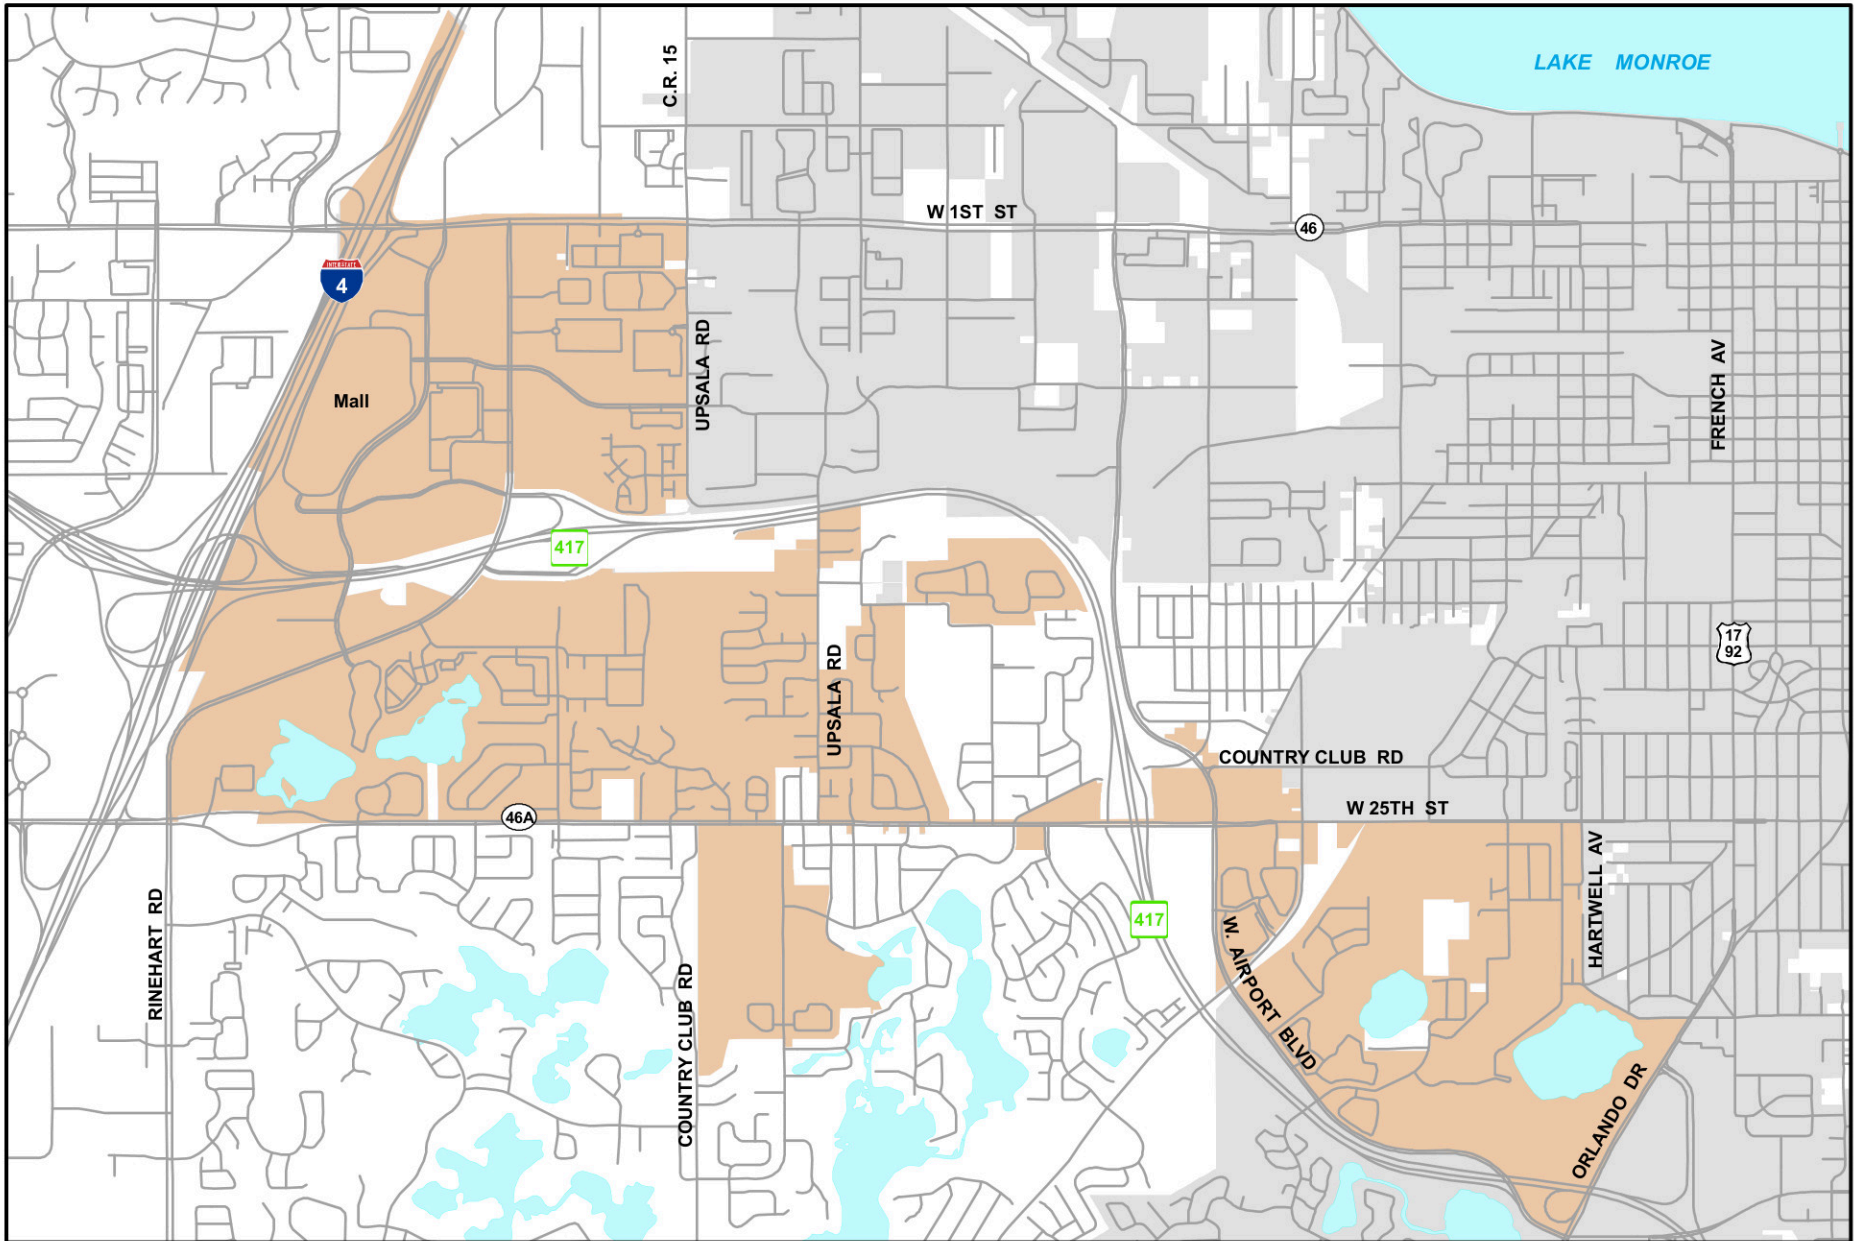 LAKE MONROE
C.R. 15
W 1ST ST
46
INTERSTATE
4
UPSALA RD
FRENCH AV
Mall
417
17
92
UPSALA RD
COUNTRY CLUB RD
W 25TH ST
46A
HARTWELL AV
RINEHART RD
417
W. AIRPORT BLVD
COUNTRY CLUB RD
ORLANDO DR